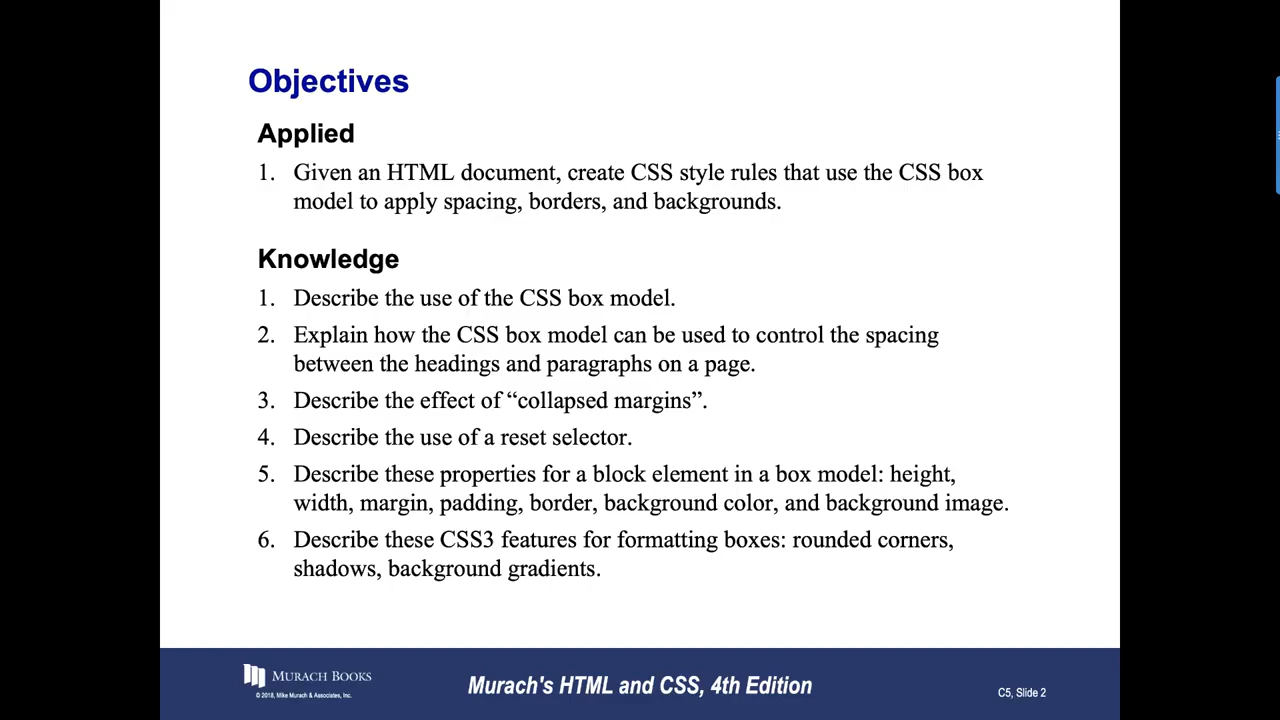 Objectives
Applied
1. Given an HTML document, create CSS style rules that use the CSS box
model to apply spacing, borders, and backgrounds.
Knowledge
1. Describe the use of the CSS box model.
2. Explain how the CSS box model can be used to control the spacing
between the headings and paragraphs on a page.
3. Describe the effect of “collapsed margins”.
4. Describe the use of a reset selector.
5. Describe these properties for a block element in a box model: height,
width, margin, padding, border, background color, and background image.
6. Describe these CSS3 features for formatting boxes: rounded corners,
shadows, background gradients.
MURACH BOOKS
© 2018, Mike Murach & Associates, Inc.
Murach's HTML and CSS, 4th Edition
C5, Slide 2